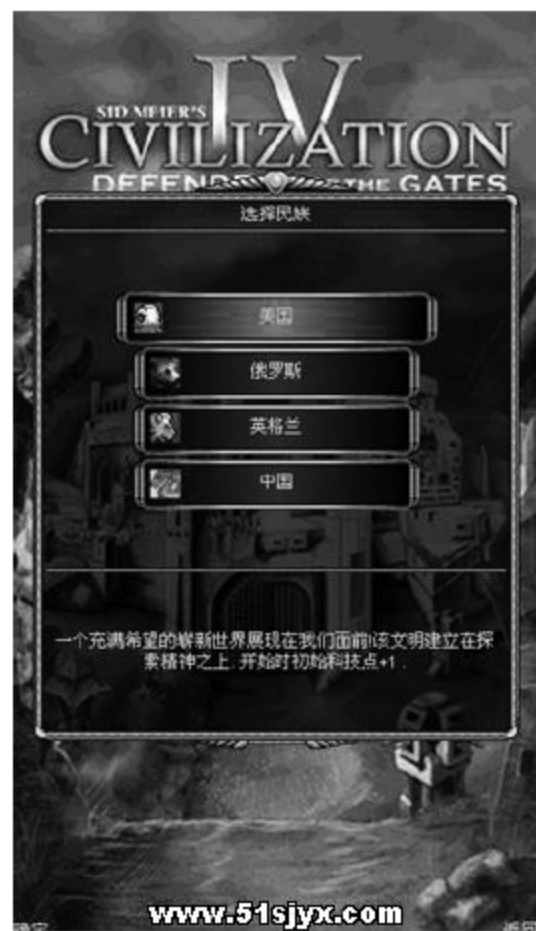 SID MEIER'S
IV
CIVILIZATION
DEFEN THE GATES
选择民族
美国
俄罗斯
英格兰
中国
一个充满希望的崭新世界展现在我们面前!该文明建立在探
索精神之上.开始时初始科技点+1.
www.51sjyx.com